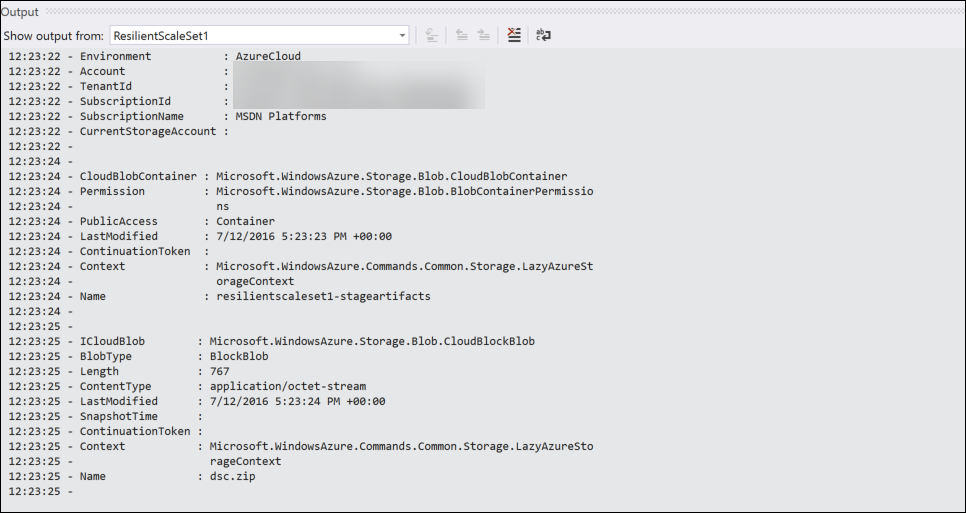 Output
Show output from: ResilientScaleSet1
12:23:22 - Environment : AzureCloud
12:23:22 - Account :
12:23:22 - TenantId :
12:23:22 - SubscriptionId :
12:23:22 - SubscriptionName : MSDN Platforms
12:23:22 - CurrentStorageAccount :
12:23:22 -
12:23:24 -
12:23:24 - CloudBlobContainer : Microsoft.WindowsAzure.Storage.Blob.CloudBlobContainer
12:23:24 - Permission : Microsoft.WindowsAzure.Storage.Blob.BlobContainerPermissio
12:23:24 - ns
12:23:24 - PublicAccess : Container
12:23:24 - LastModified : 7/12/2016 5:23:23 PM +00:00
12:23:24 - ContinuationToken :
12:23:24 - Context : Microsoft.WindowsAzure.Commands.Common.Storage.LazyAzureSt
12:23:24 - orageContext
12:23:24 - Name : resilientscaleset1-stageartifacts
12:23:24 -
12:23:25 -
12:23:25 - ICloudBlob : Microsoft.WindowsAzure.Storage.Blob.CloudBlockBlob
12:23:25 - BlobType : BlockBlob
12:23:25 - Length : 767
12:23:25 - ContentType : application/octet-stream
12:23:25 - LastModified : 7/12/2016 5:23:24 PM +00:00
12:23:25 - SnapshotTime :
12:23:25 - ContinuationToken :
12:23:25 - Context : Microsoft.WindowsAzure.Commands.Common.Storage.LazyAzureSto
12:23:25 - rageContext
12:23:25 - Name : dsc.zip
12:23:25 -